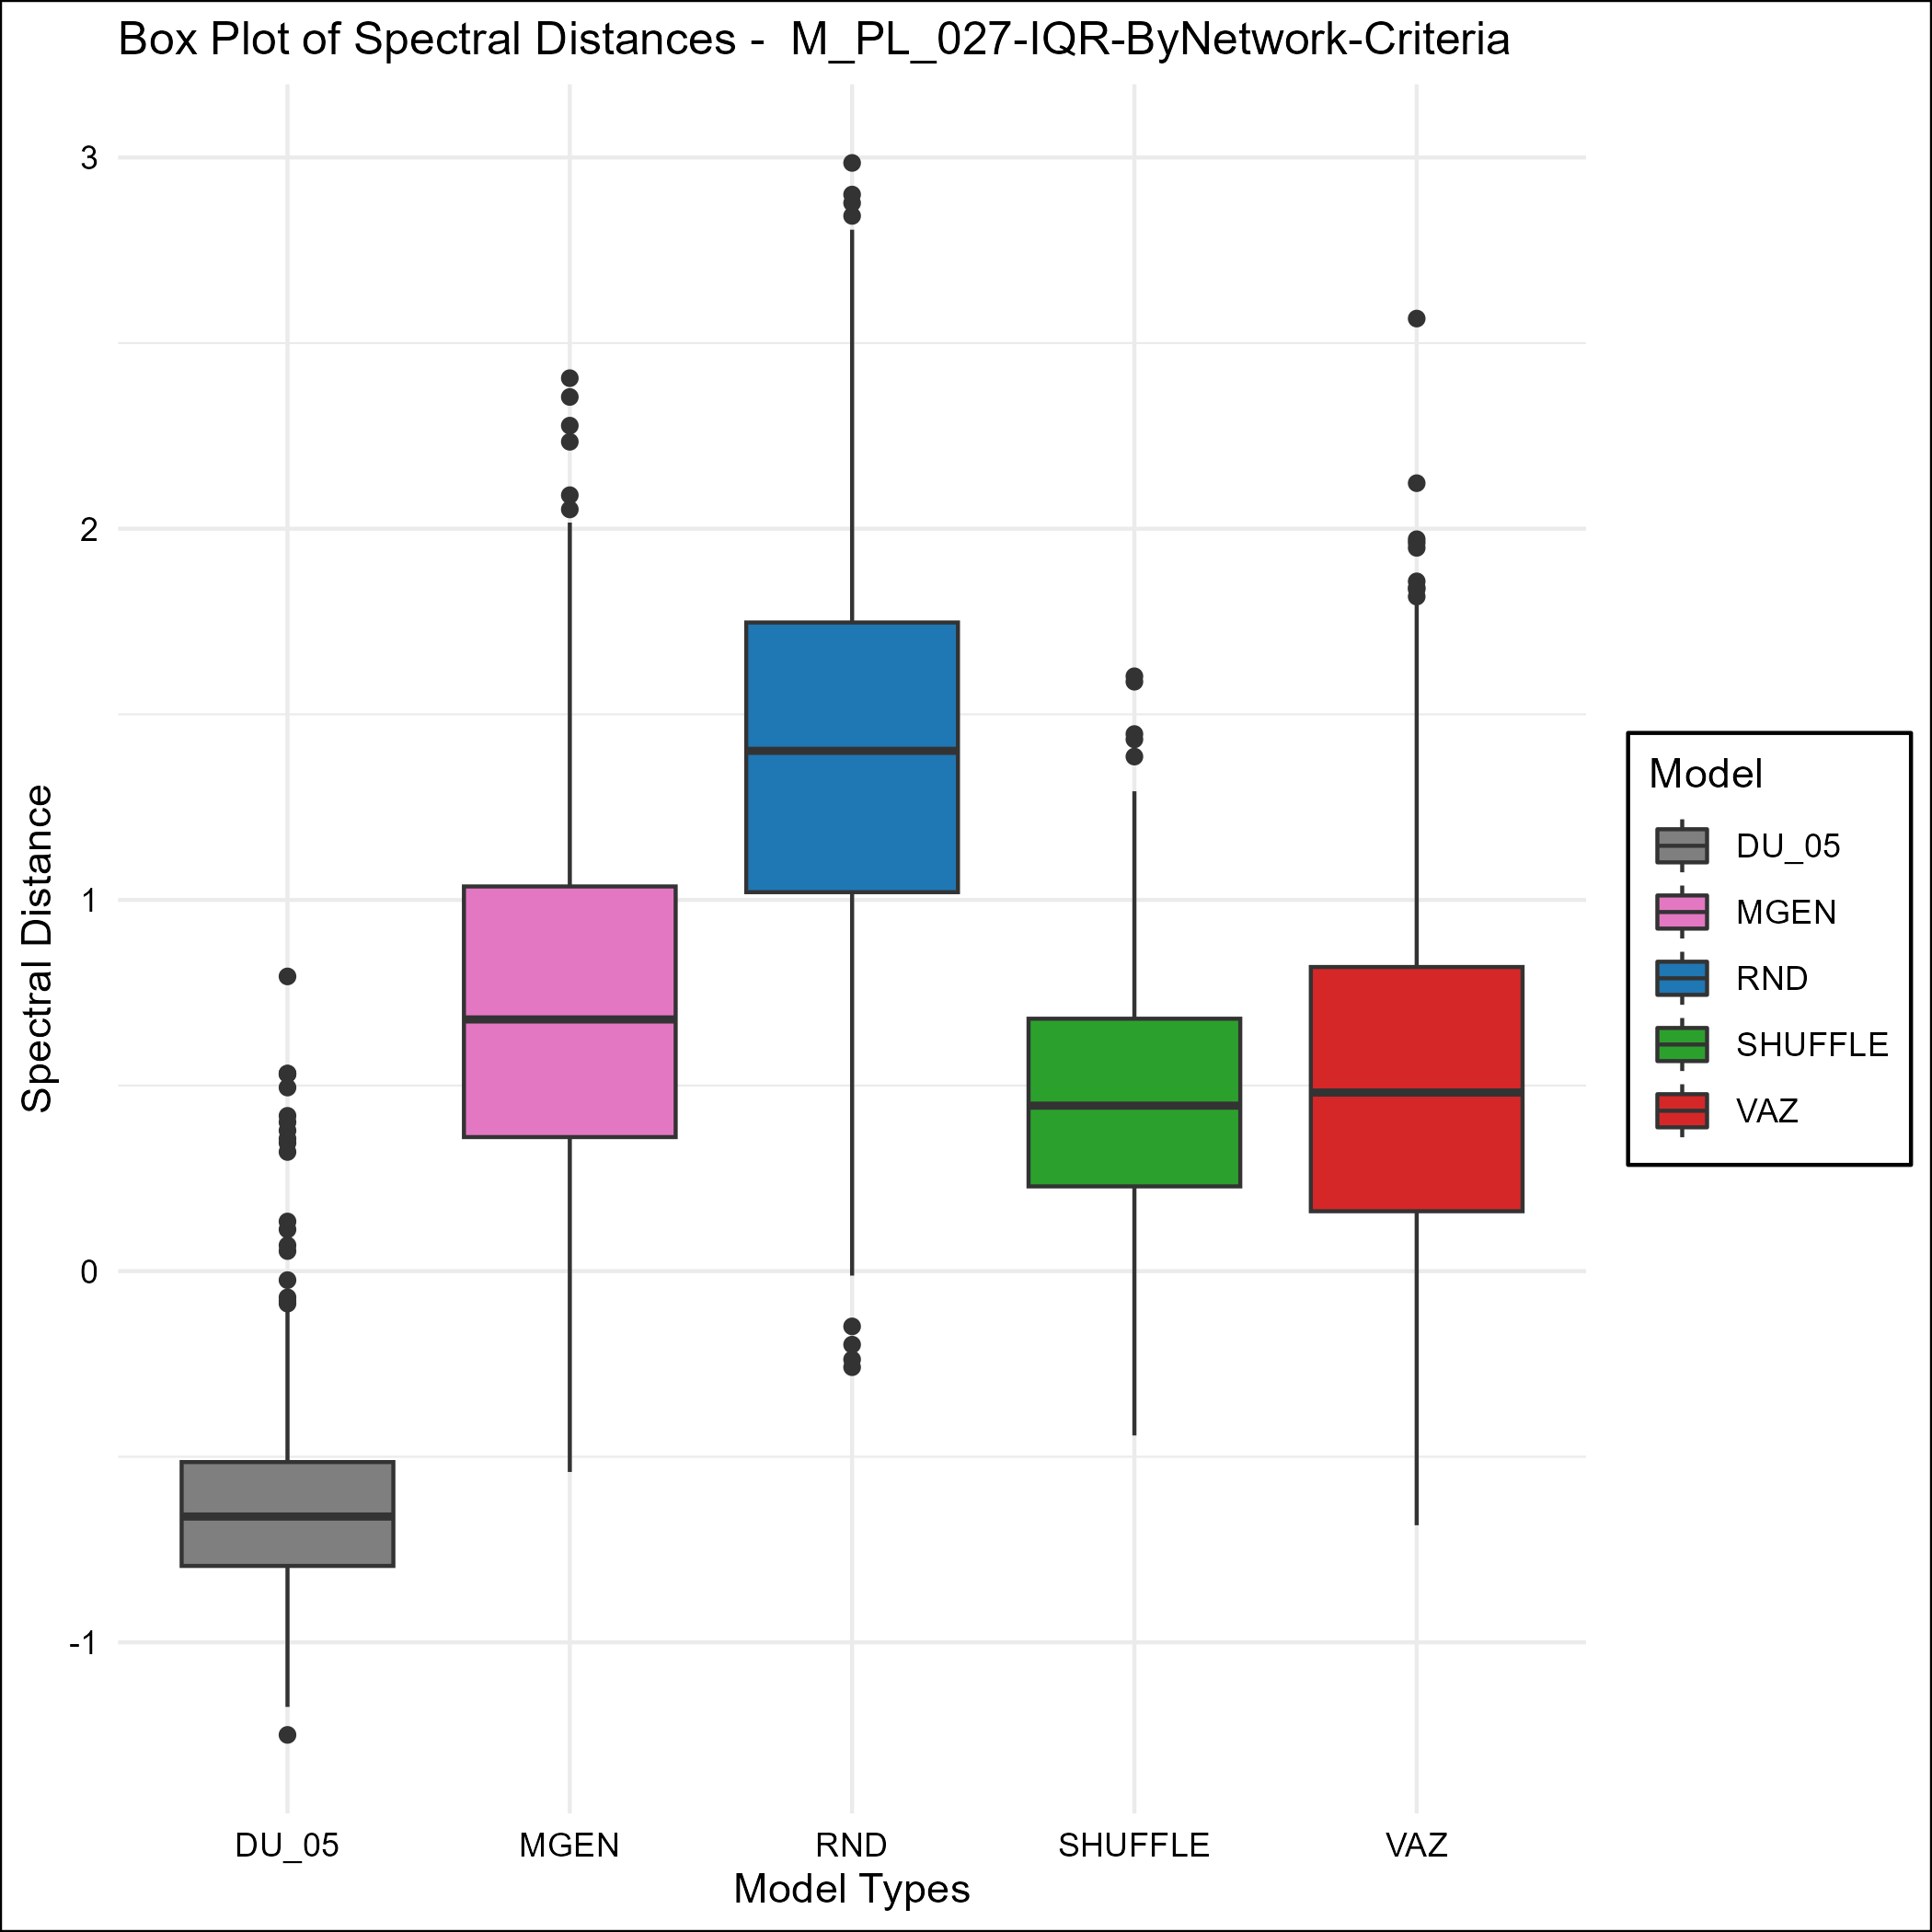 Box Plot of Spectral Distances -  M_PL_027-IQR-ByNetwork-Criteria
Spectral Distance
3
2
1
0
-1
DU_05
MGEN
RND
SHUFFLE
VAZ
Model Types
Model
DU_05
MGEN
RND
SHUFFLE
VAZ